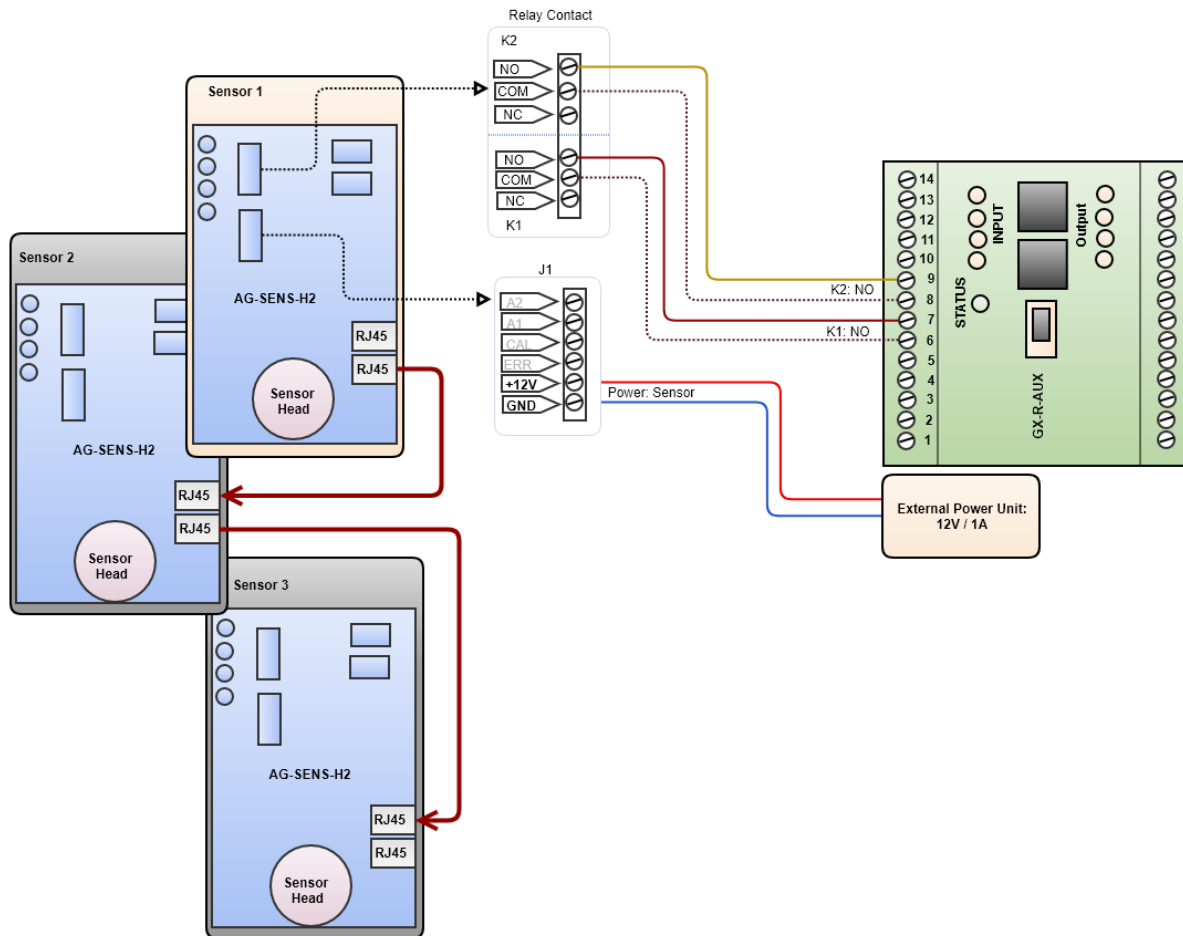 Relay Contact
K2
NO
COM
NC
NO
COM
NC
K1
Sensor 1
AG-SENS-H2
RJ45
RJ45
Sensor
Head
Sensor 2
AG-SENS-H2
RJ45
RJ45
Sensor
Head
Sensor 3
AG-SENS-H2
RJ45
RJ45
Sensor
Head
J1
A2
A1
CAL
ERR
+12V
GND
Power: Sensor
K2: NO
K1: NO
14
13
12
11
10
9
8
7
6
5
4
3
2
1
INPUT
Output
STATUS
GX-R-AUX
External Power Unit:
12V / 1A